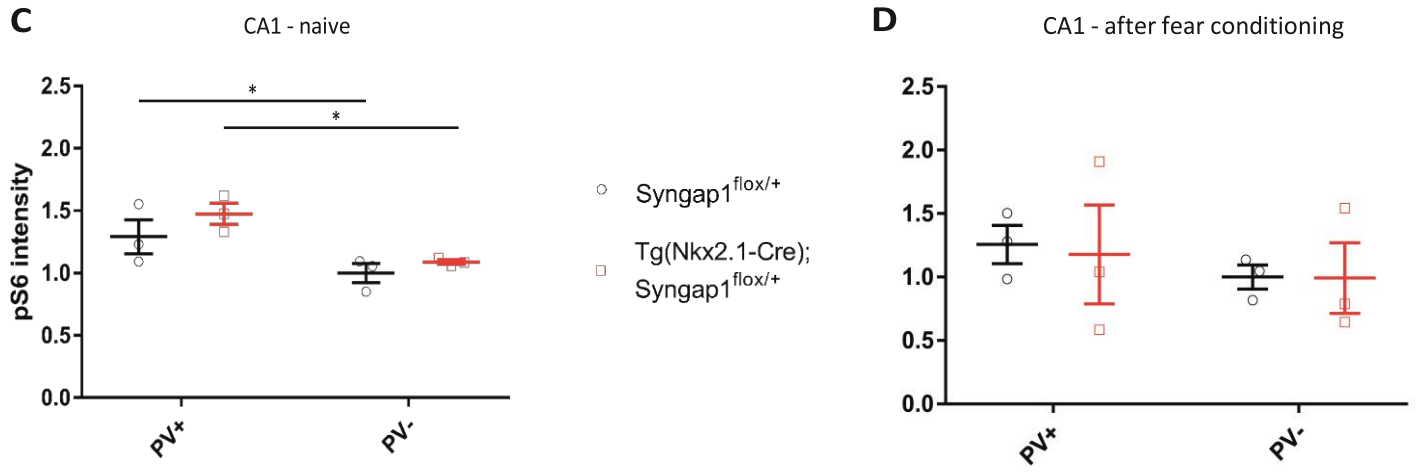 C
CA1 - naive
pS6 intensity
2.5
2.0
1.5
1.0
0.5
0.0
*
*
PV+
PV-
Syngap1flox/+
Tg(Nkx2.1-Cre);
Syngap1flox/+
D
CA1 - after fear conditioning
2.5
2.0
1.5
1.0
0.5
0.0
PV+
PV-